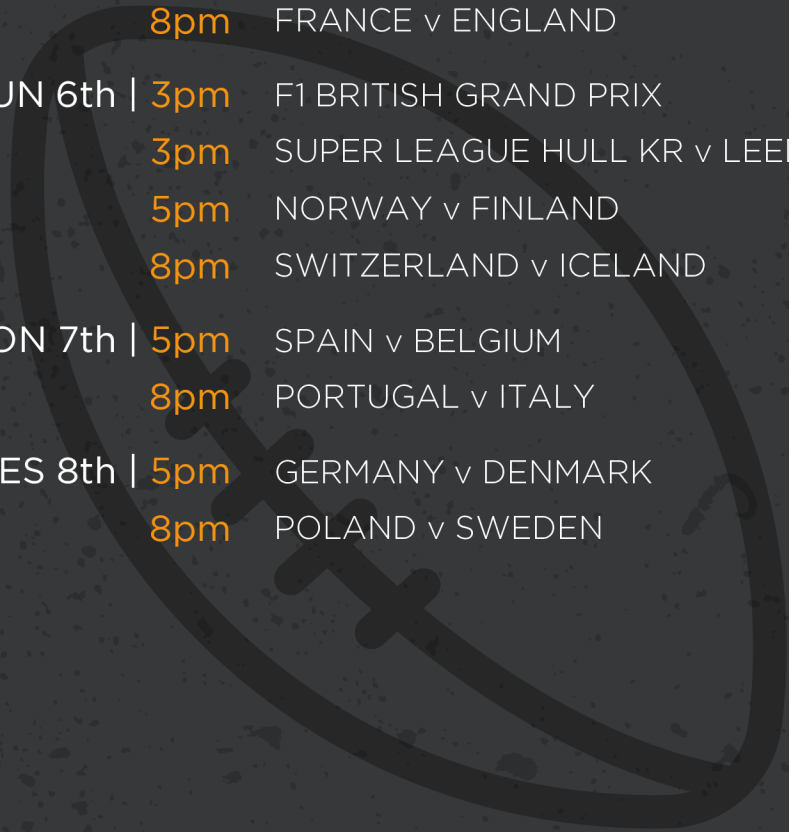 8pm FRANCE v ENGLAND
UN 6th | 3pm F1 BRITISH GRAND PRIX
3pm SUPER LEAGUE HULL KR v LEE
5pm NORWAY v FINLAND
8pm SWITZERLAND v ICELAND
ON 7th | 5pm SPAIN v BELGIUM
8pm PORTUGAL v ITALY
ES 8th | 5pm GERMANY v DENMARK
8pm POLAND v SWEDEN